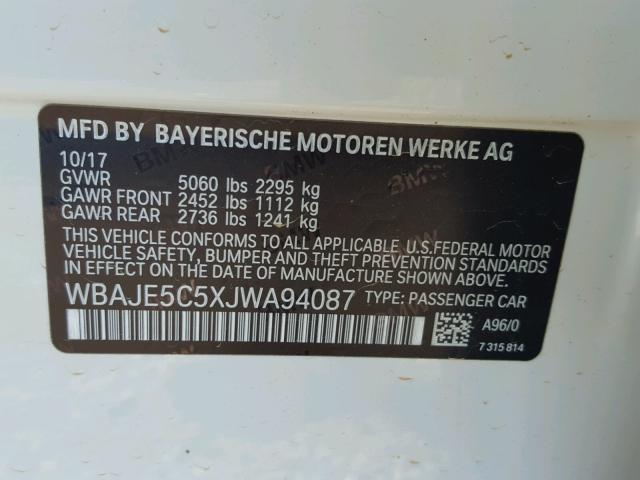 MFD BY BAYERISCHE MOTOREN WERKE AG
10/17
GVWR 5060 lbs 2295 kg
GAWR FRONT 2452 lbs 1112 kg
GAWR REAR 2736 lbs 1241 kg
THIS VEHICLE CONFORMS TO ALL APPLICABLE U.S.FEDERAL MOTOR
VEHICLE SAFETY, BUMPER AND THEFT PREVENTION STANDARDS
IN EFFECT ON THE DATE OF MANUFACTURE SHOWN ABOVE.
WBAJE5C5XJWA94087 TYPE: PASSENGER CAR
A96/0
7 315 814
BMW
BMW
BMW